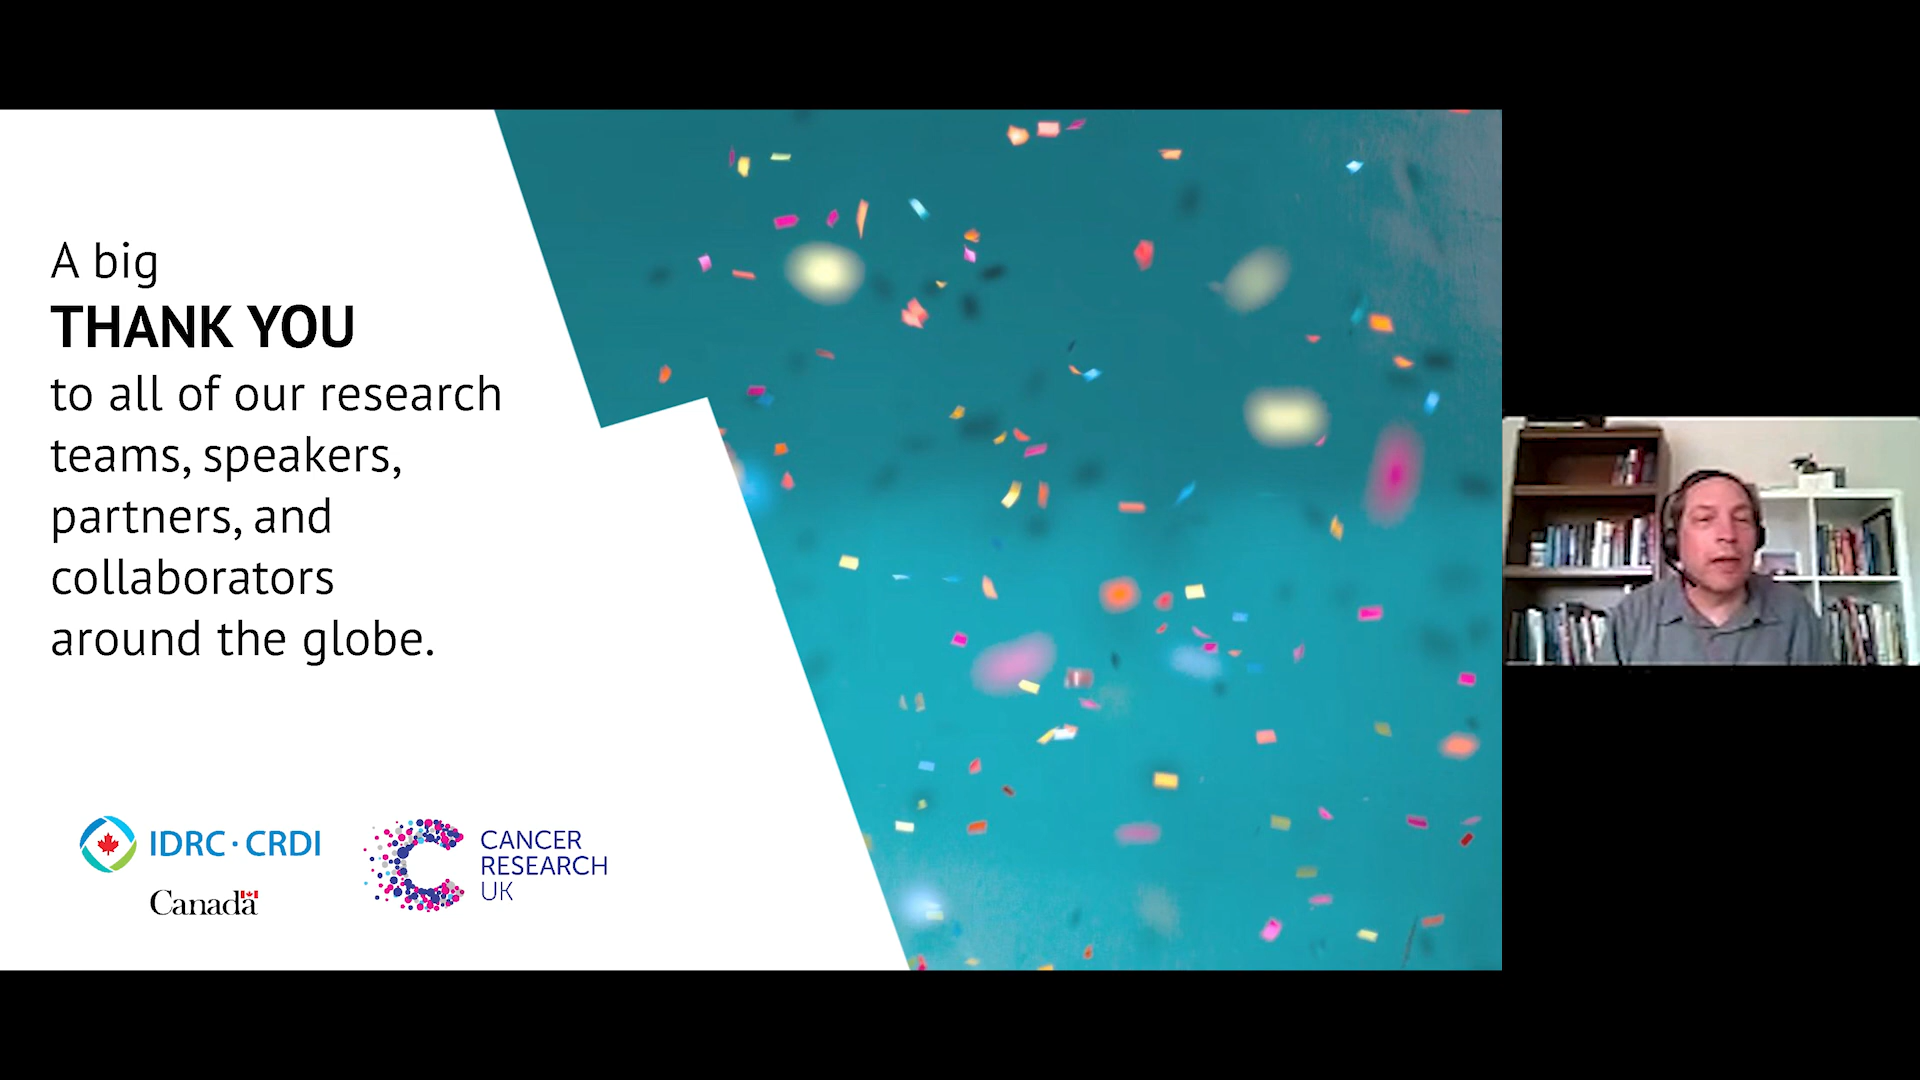 A big
THANK YOU
to all of our research
teams, speakers,
partners, and
collaborators
around the globe.
IDRC · CRDI
Canada
CANCER
RESEARCH
UK